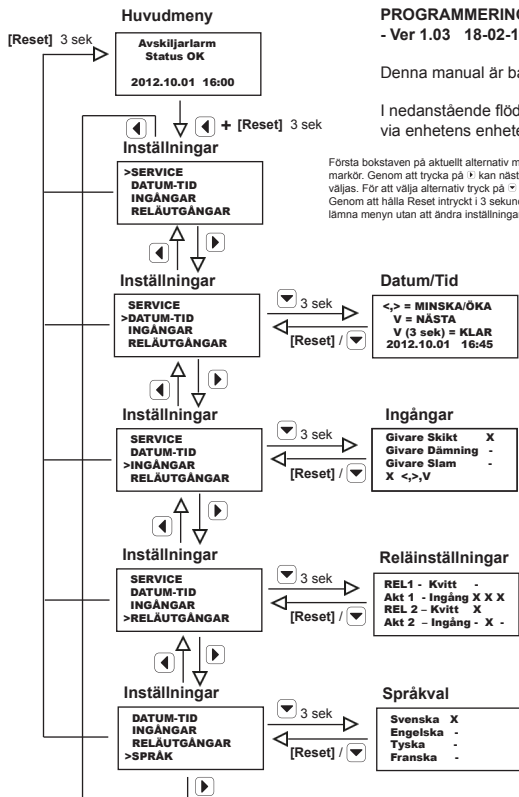 Huvudmeny
[Reset] 3 sek
Avskiljarlarm
Status OK
2012.10.01 16:00
PROGRAMMERING
- Ver 1.03 18-02-1
Denna manual är ba
I nedanstående flöd
via enhetens enhete
+ [Reset] 3 sek
Första bokstaven på aktuellt alternativ m
markör. Genom att trycka på kan näst
väljas. För att välja alternativ tryck på
Genom att hålla Reset intryckt i 3 sekund
lämna menyn utan att ändra inställningar
Inställningar
>SERVICE
DATUM-TID
INGÅNGAR
RELÄUTGÅNGAR
Inställningar
SERVICE
>DATUM-TID
INGÅNGAR
RELÄUTGÅNGAR
3 sek
[Reset] /
Datum/Tid
<,> = MINSKA/ÖKA
V = NÄSTA
V (3 sek) = KLAR
2012.10.01 16:45
Inställningar
SERVICE
DATUM-TID
>INGÅNGAR
RELÄUTGÅNGAR
3 sek
[Reset] /
Ingångar
Givare Skikt X
Givare Dämning -
Givare Slam -
X <,>,V
Inställningar
SERVICE
DATUM-TID
INGÅNGAR
>RELÄUTGÅNGAR
3 sek
[Reset] /
Reläinställningar
REL1 - Kvitt -
Akt 1 - Ingång X X X
REL 2 – Kvitt X
Akt 2 – Ingång - X -
Inställningar
DATUM-TID
INGÅNGAR
RELÄUTGÅNGAR
>SPRÅK
3 sek
[Reset] /
Språkval
Svenska X
Engelska -
Tyska -
Franska -